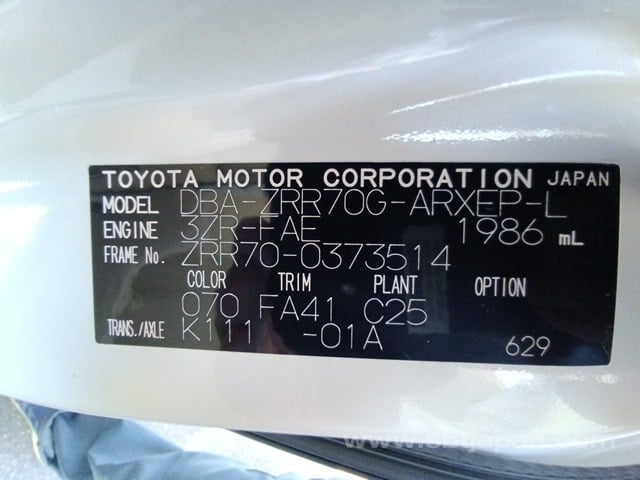 TOYOTA MOTOR CORPORATION JAPAN
MODEL DBA-ZRR70G-ARXEP-L
ENGINE 3ZR-FAE 1986 mL
FRAME No. ZRR70-0373514
COLOR TRIM PLANT OPTION
070 FA41 C25
TRANS./AXLE K111 -01A
629